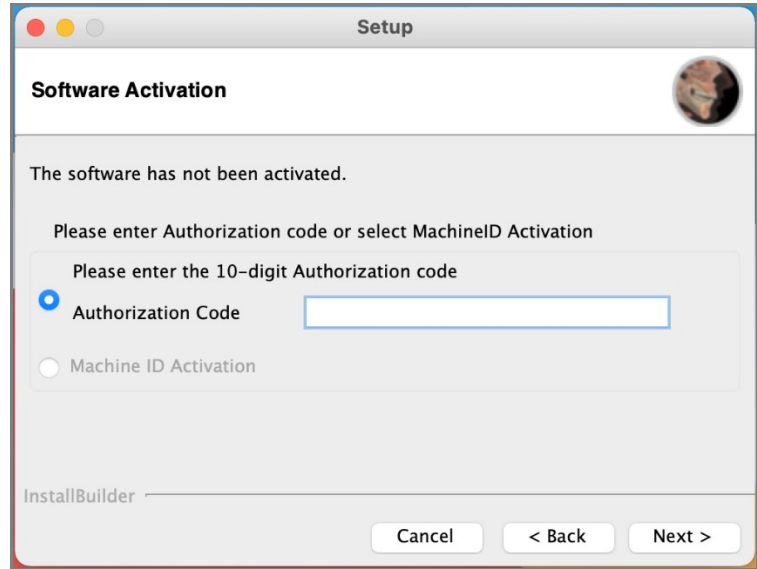 Setup
Software Activation
The software has not been activated.
Please enter Authorization code or select MachineID Activation
Please enter the 10-digit Authorization code
Authorization Code
Machine ID Activation
InstallBuilder
Cancel
< Back
Next >